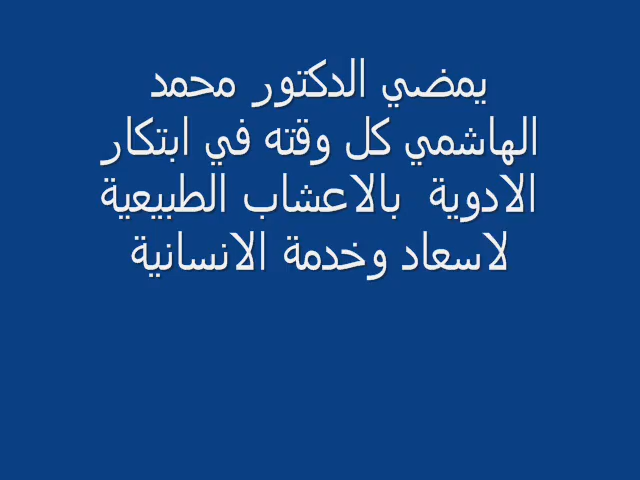 يمضي الدكتور محمد
الهاشمي كل وقته في ابتكار
الادوية بالاعشاب الطبيعية
لاسعاد وخدمة الانسانية